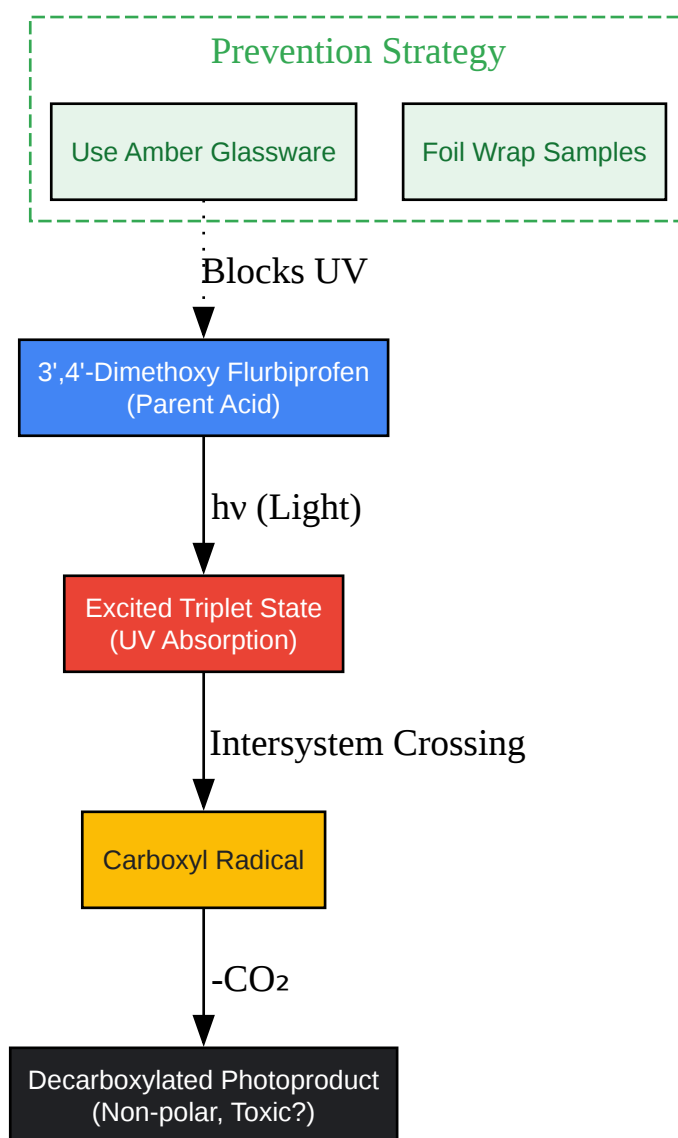 Prevention Strategy
Use Amber Glassware
Foil Wrap Samples
Blocks UV
3',4'-Dimethoxy Flurbiprofen
(Parent Acid)
hν (Light)
Excited Triplet State
(UV Absorption)
Intersystem Crossing
Carboxyl Radical
-CO₂
Decarboxylated Photoproduct
(Non-polar, Toxic?)